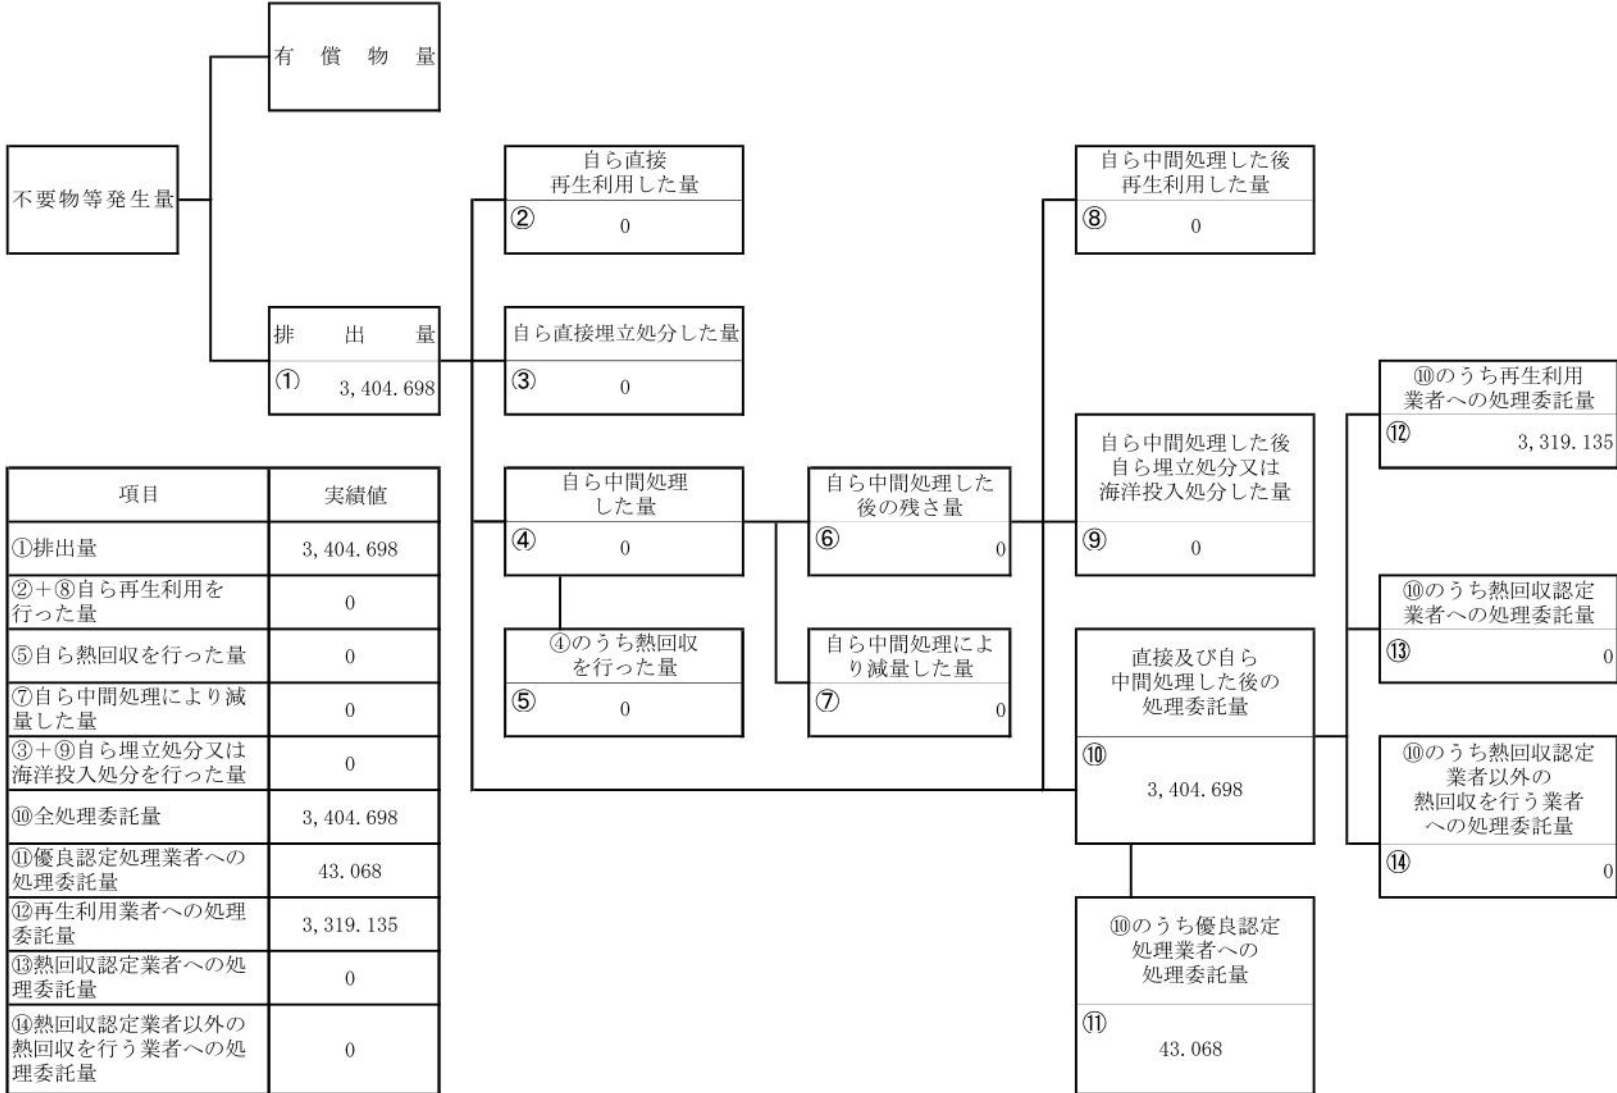 有償物量
不要物等発生量
排出量
① 3,404.698
自ら直接
再生利用した量
② 0
自ら直接埋立処分した量
③ 0
自ら中間処理
した量
④ 0
④のうち熱回収
を行った量
⑤ 0
自ら中間処理した
後の残さ量
⑥ 0
自ら中間処理によ
り減量した量
⑦ 0
自ら中間処理した後
再生利用した量
⑧ 0
自ら中間処理した後
自ら埋立処分又は
海洋投入処分した量
⑨ 0
直接及び自ら
中間処理した後の
処理委託量
⑩
3,404.698
⑩のうち優良認定
処理業者への
処理委託量
⑪
43.068
⑩のうち再生利用
業者への処理委託量
⑫ 3,319.135
⑩のうち熱回収認定
業者への処理委託量
⑬ 0
⑩のうち熱回収認定
業者以外の
熱回収を行う業者
への処理委託量
⑭ 0
項目 実績値
①排出量 3,404.698
②+⑧自ら再生利用を
行った量 0
⑤自ら熱回収を行った量 0
⑦自ら中間処理により減
量した量 0
③+⑨自ら埋立処分又は
海洋投入処分を行った量 0
⑩全処理委託量 3,404.698
⑪優良認定処理業者への
処理委託量 43.068
⑫再生利用業者への処理
委託量 3,319.135
⑬熱回収認定業者への処
理委託量 0
⑭熱回収認定業者以外の
熱回収を行う業者への処
理委託量 0